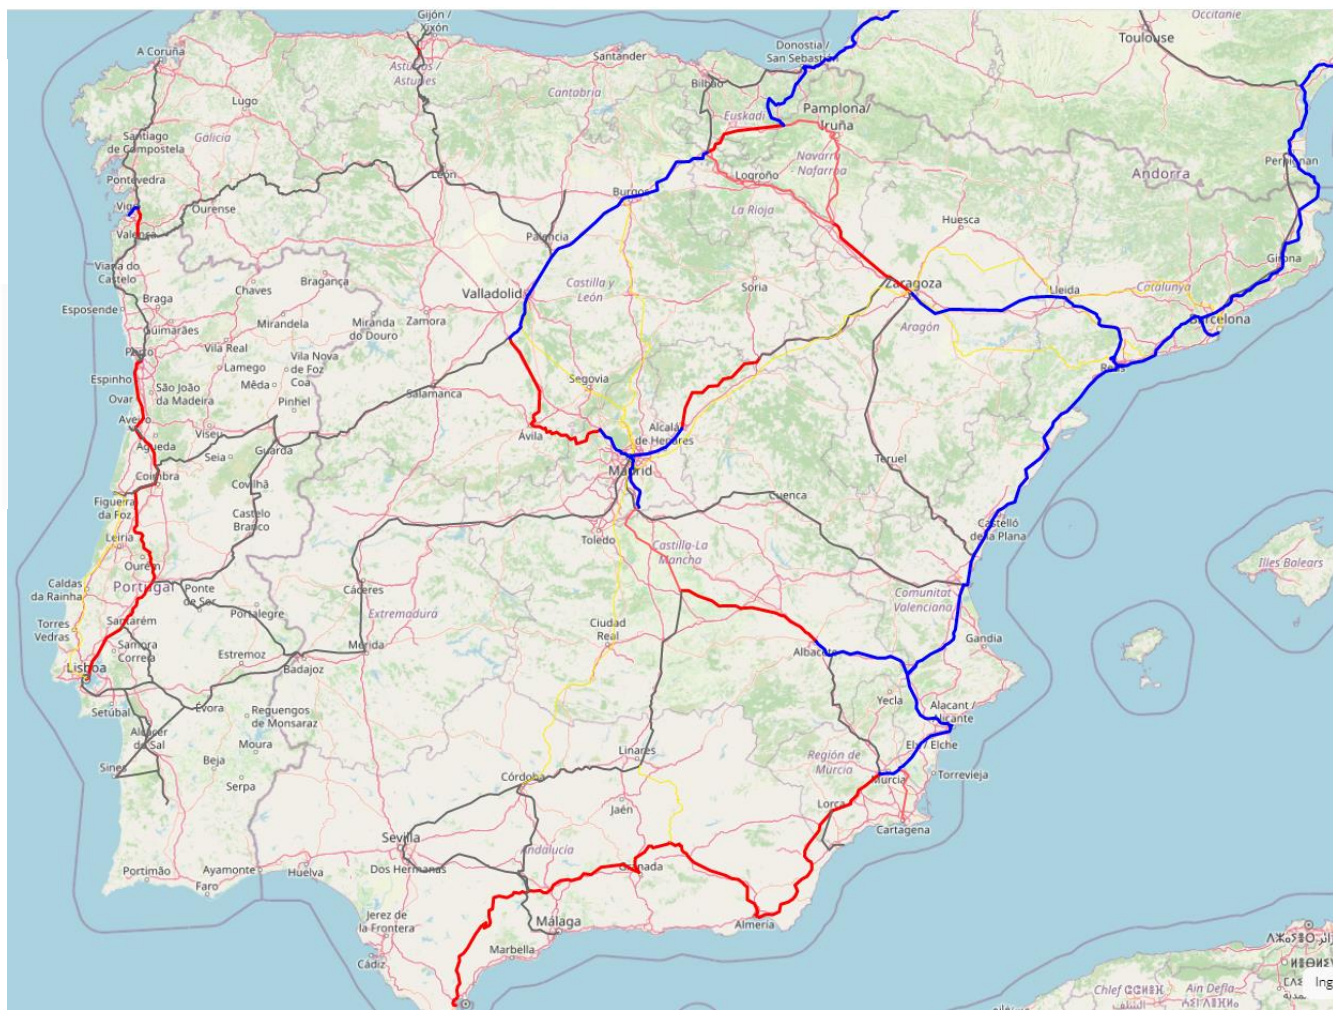 Gijón /
Xixón
Occitanie
Toulouse
A Coruña
Santander
Donostia /
San Sebastián
Asturias /
Asturies
Bilbao
Cantabria
Lugo
Euskadi
Pamplona/
Iruña
Santiago
de Compostela
Galicia
Navarra -
Nafarroa
Perpignan
León
Logroño
Andorra
Pontevedra
Burgos
Vigo
Ourense
La Rioja
Huesca
Valença
Palencia
Viana do
Castelo
Bragança
Girona
Chaves
Valladolid
Castilla y
León
Soria
Zaragoza
Lleida
Catalunya
Braga
Esposende
Mirandela
Miranda
do Douro
Zamora
Barcelona
Guimarães
Aragón
Porto
Vila Real
Vila Nova
de Foz
Coa
Reus
Lamego
Espinho
Segovia
São João
da Madeira
Mêda
Salamanca
Ovar
Pinhel
Aveiro
Viseu
Ávila
Alcalá
de Henares
Águeda
Seia
Guarda
Madrid
Teruel
Coimbra
Covilhã
Cuenca
Figueira
da Foz
Castelo
Branco
Castelló
de la Plana
Leiria
Toledo
Castilla-La
Mancha
Illes Balears
Ourém
Caldas
da Rainha
Portugal
Ponte
de Sor
Cáceres
Comunitat
Valenciana
Portalegre
Extremadura
Torres
Vedras
Santarém
Ciudad
Real
Gandia
Samora
Correia
Estremoz
Mérida
Albacete
Lisboa
Badajoz
Yecla
Setúbal
Évora
Reguengos
de Monsaraz
Alacant /
Alicante
Alcácer
do Sal
Moura
Linares
Región de
Murcia
Elx / Elche
Beja
Sines
Córdoba
Murcia
Torrevieja
Serpa
Jaén
Lorca
Cartagena
Sevilla
Andalucía
Granada
Portimão
Ayamonte
Huelva
Dos Hermanas
Faro
Jerez de
la Frontera
Málaga
Almería
Marbella
Cádiz
Chlef
Ain Defla
Ing